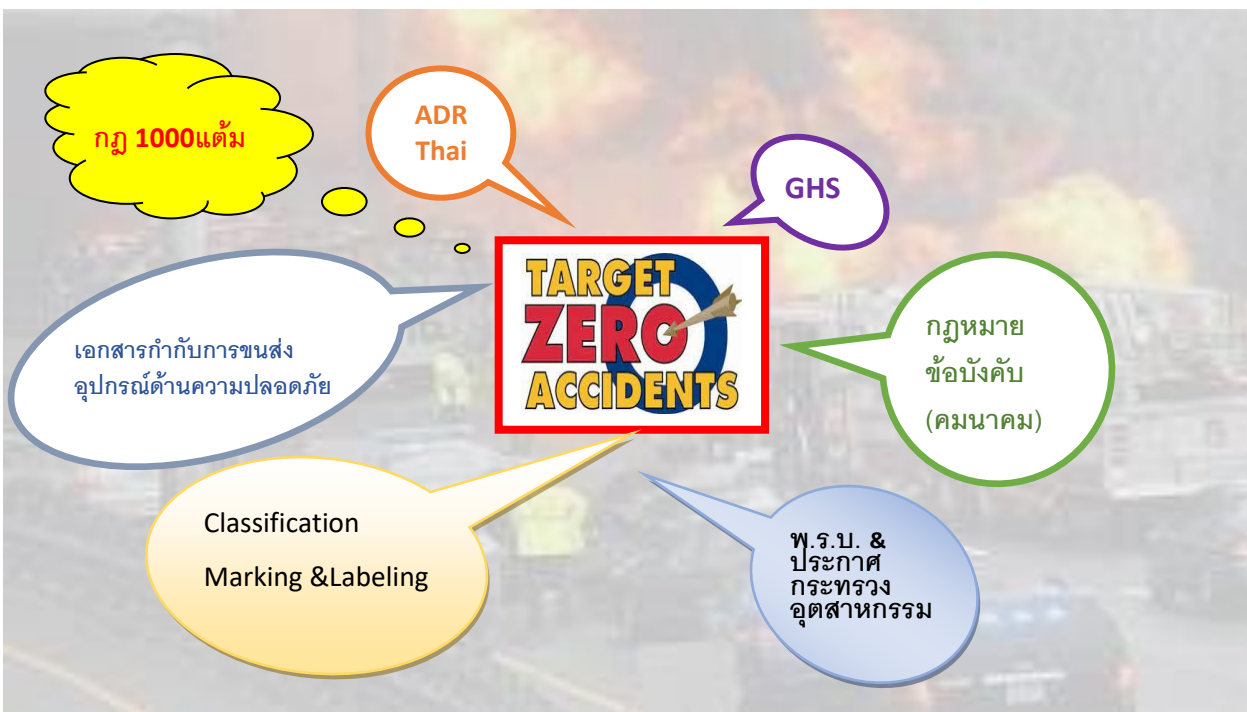 กฎ 1000แต้ม
ADR
Thai
GHS
TARGET
ZERO
ACCIDENTS
เอกสารกำกับการขนส่ง
อุปกรณ์ด้านความปลอดภัย
กฎหมาย
ข้อบังคับ
(คมนาคม)
Classification
Marking &Labeling
พ.ร.บ. &
ประกาศ
กระทรวง
อุตสาหกรรม